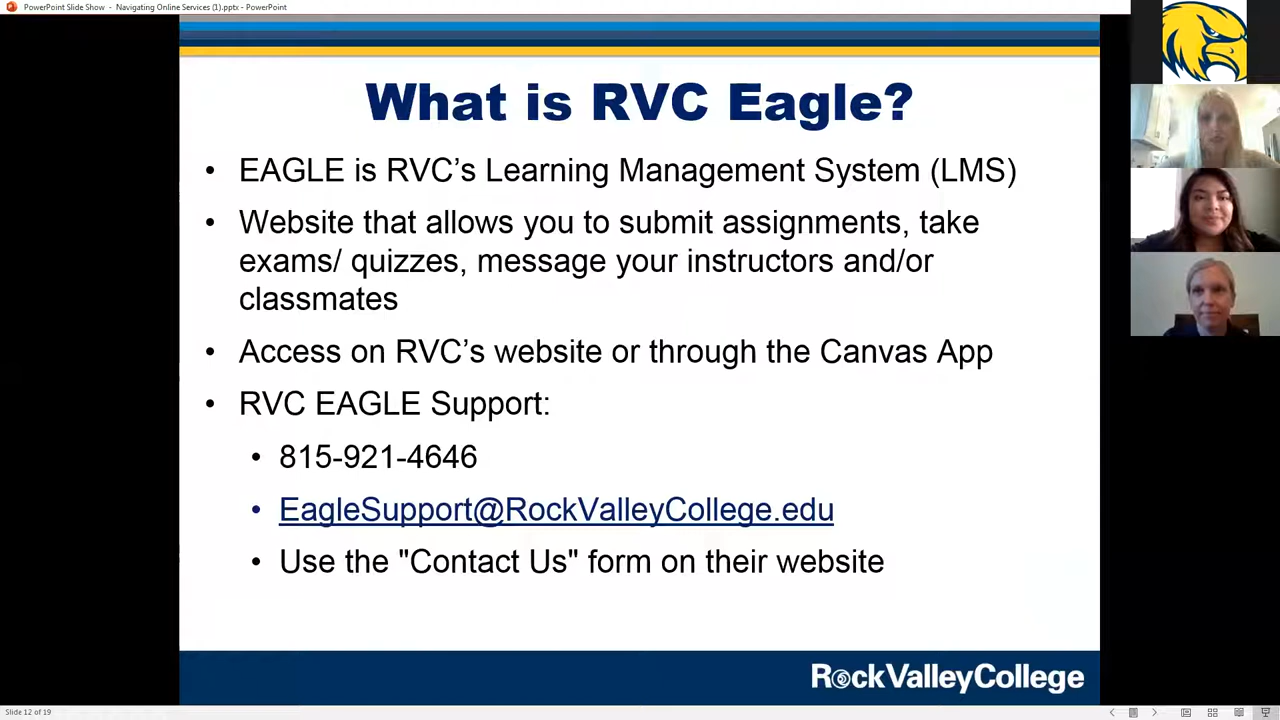 PowerPoint Slide Show - Navigating Online Services (1).pptx - PowerPoint
What is RVC Eagle?
• EAGLE is RVC’s Learning Management System (LMS)
• Website that allows you to submit assignments, take
exams/ quizzes, message your instructors and/or
classmates
• Access on RVC’s website or through the Canvas App
• RVC EAGLE Support:
• 815-921-4646
• EagleSupport@RockValleyCollege.edu
• Use the "Contact Us" form on their website
RockValleyCollege
Slide 12 of 19